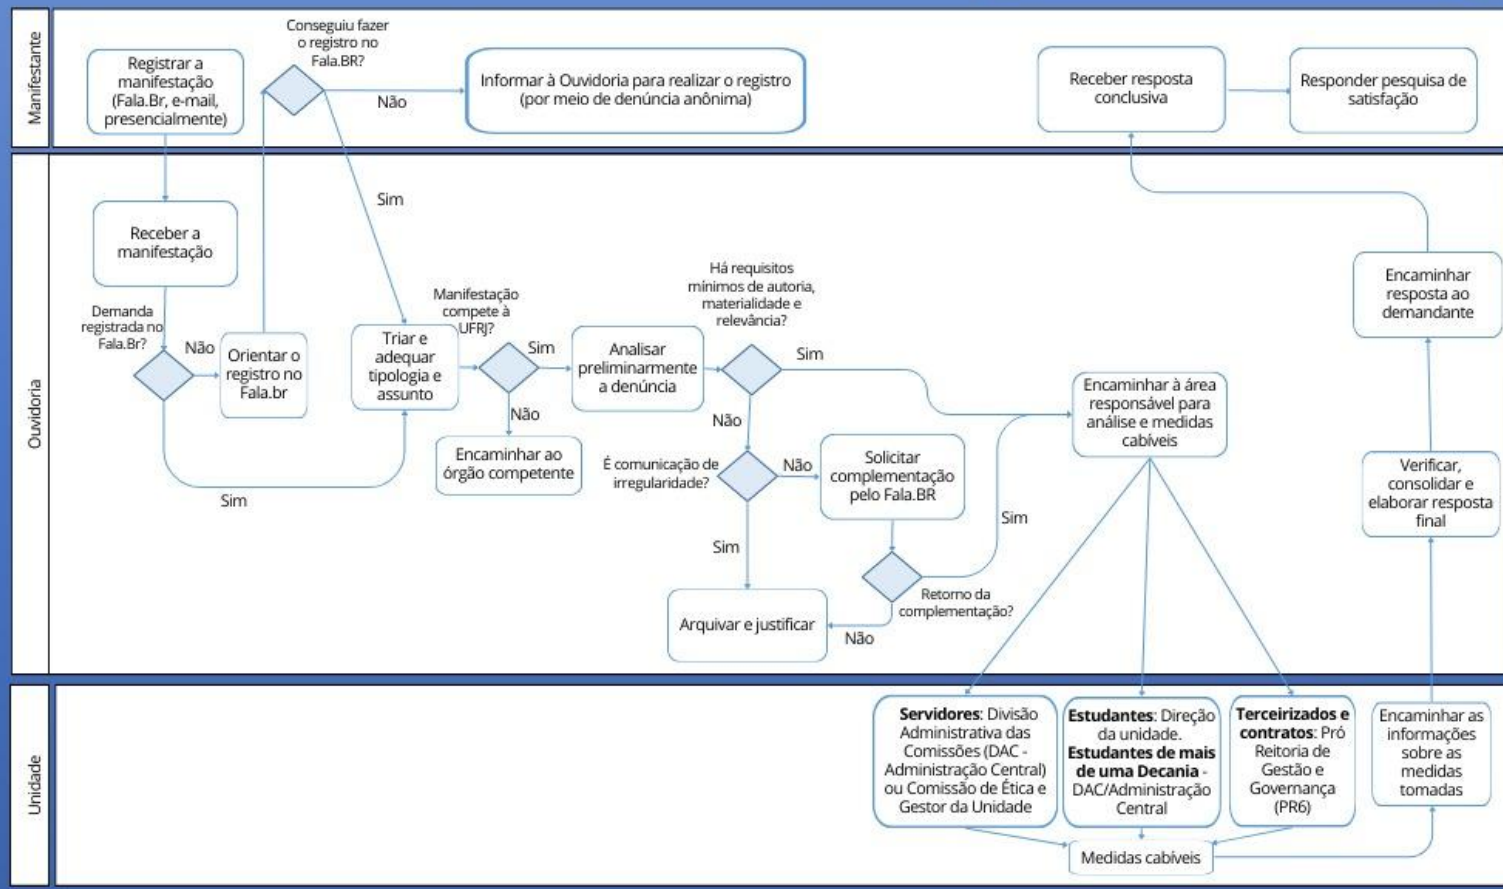 Manifestante
Registrar a
manifestação
(Fala.Br, e-mail,
presencialmente)
Conseguiu fazer
o registro no
Fala.BR?
Não
Informar à Ouvidoria para realizar o registro
(por meio de denúncia anônima)
Receber resposta
conclusiva
Responder pesquisa de
satisfação
Ouvidoria
Receber a
manifestação
Sim
Demanda
registrada no
Fala.Br?
Não
Orientar o
registro no
Fala.br
Sim
Triar e
adequar
tipologia e
assunto
Manifestação
compete à
UFRJ?
Sim
Não
Encaminhar ao
órgão competente
Analisar
preliminarmente
a denúncia
Há requisitos
mínimos de autoria,
materialidade e
relevância?
Sim
Não
É comunicação de
irregularidade?
Não
Sim
Solicitar
complementação
pelo Fala.BR
Retorno da
complementação?
Sim
Não
Arquivar e justificar
Encaminhar à área
responsável para
análise e medidas
cabíveis
Encaminhar
resposta ao
demandante
Verificar,
consolidar e
elaborar resposta
final
Unidade
Servidores: Divisão
Administrativa das
Comissões (DAC -
Administração Central)
ou Comissão de Ética e
Gestor da Unidade
Estudantes: Direção
da unidade.
Estudantes de mais
de uma Decania -
DAC/Administração
Central
Terceirizados e
contratos: Pró
Reitoria de
Gestão e
Governança
(PR6)
Encaminhar as
informações
sobre as
medidas
tomadas
Medidas cabíveis